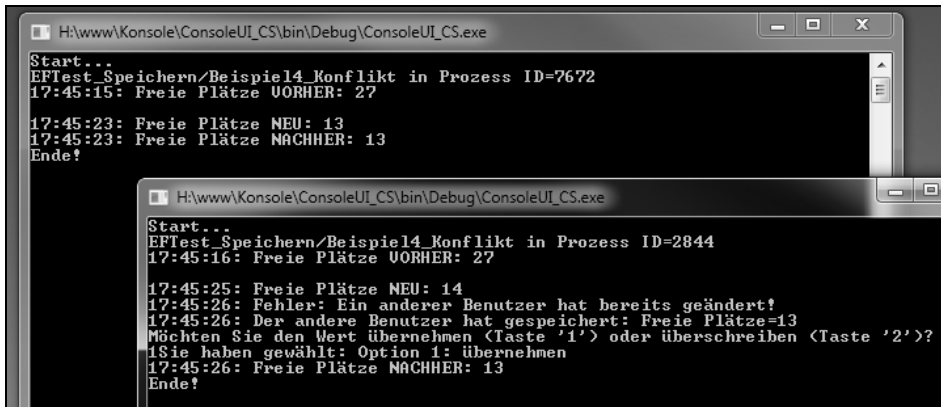 H:\www\Konsole\ConsoleUI_CS\bin\Debug\ConsoleUI_CS.exe
Start...
EFTest_Speichern/Beispiel4_Konflikt in Prozess ID=7672
17:45:15: Freie Plätze VORHER: 27
17:45:23: Freie Plätze NEU: 13
17:45:23: Freie Plätze NACHHER: 13
Ende!
H:\www\Konsole\ConsoleUI_CS\bin\Debug\ConsoleUI_CS.exe
Start...
EFTest_Speichern/Beispiel4_Konflikt in Prozess ID=2844
17:45:16: Freie Plätze VORHER: 27
17:45:25: Freie Plätze NEU: 14
17:45:26: Fehler: Ein anderer Benutzer hat bereits geändert!
17:45:26: Der andere Benutzer hat gespeichert: Freie Plätze=13
Möchten Sie den Wert übernehmen (Taste '1') oder überschreiben (Taste '2')?
1Sie haben gewählt: Option 1: übernehmen
17:45:26: Freie Plätze NACHHER: 13
Ende!